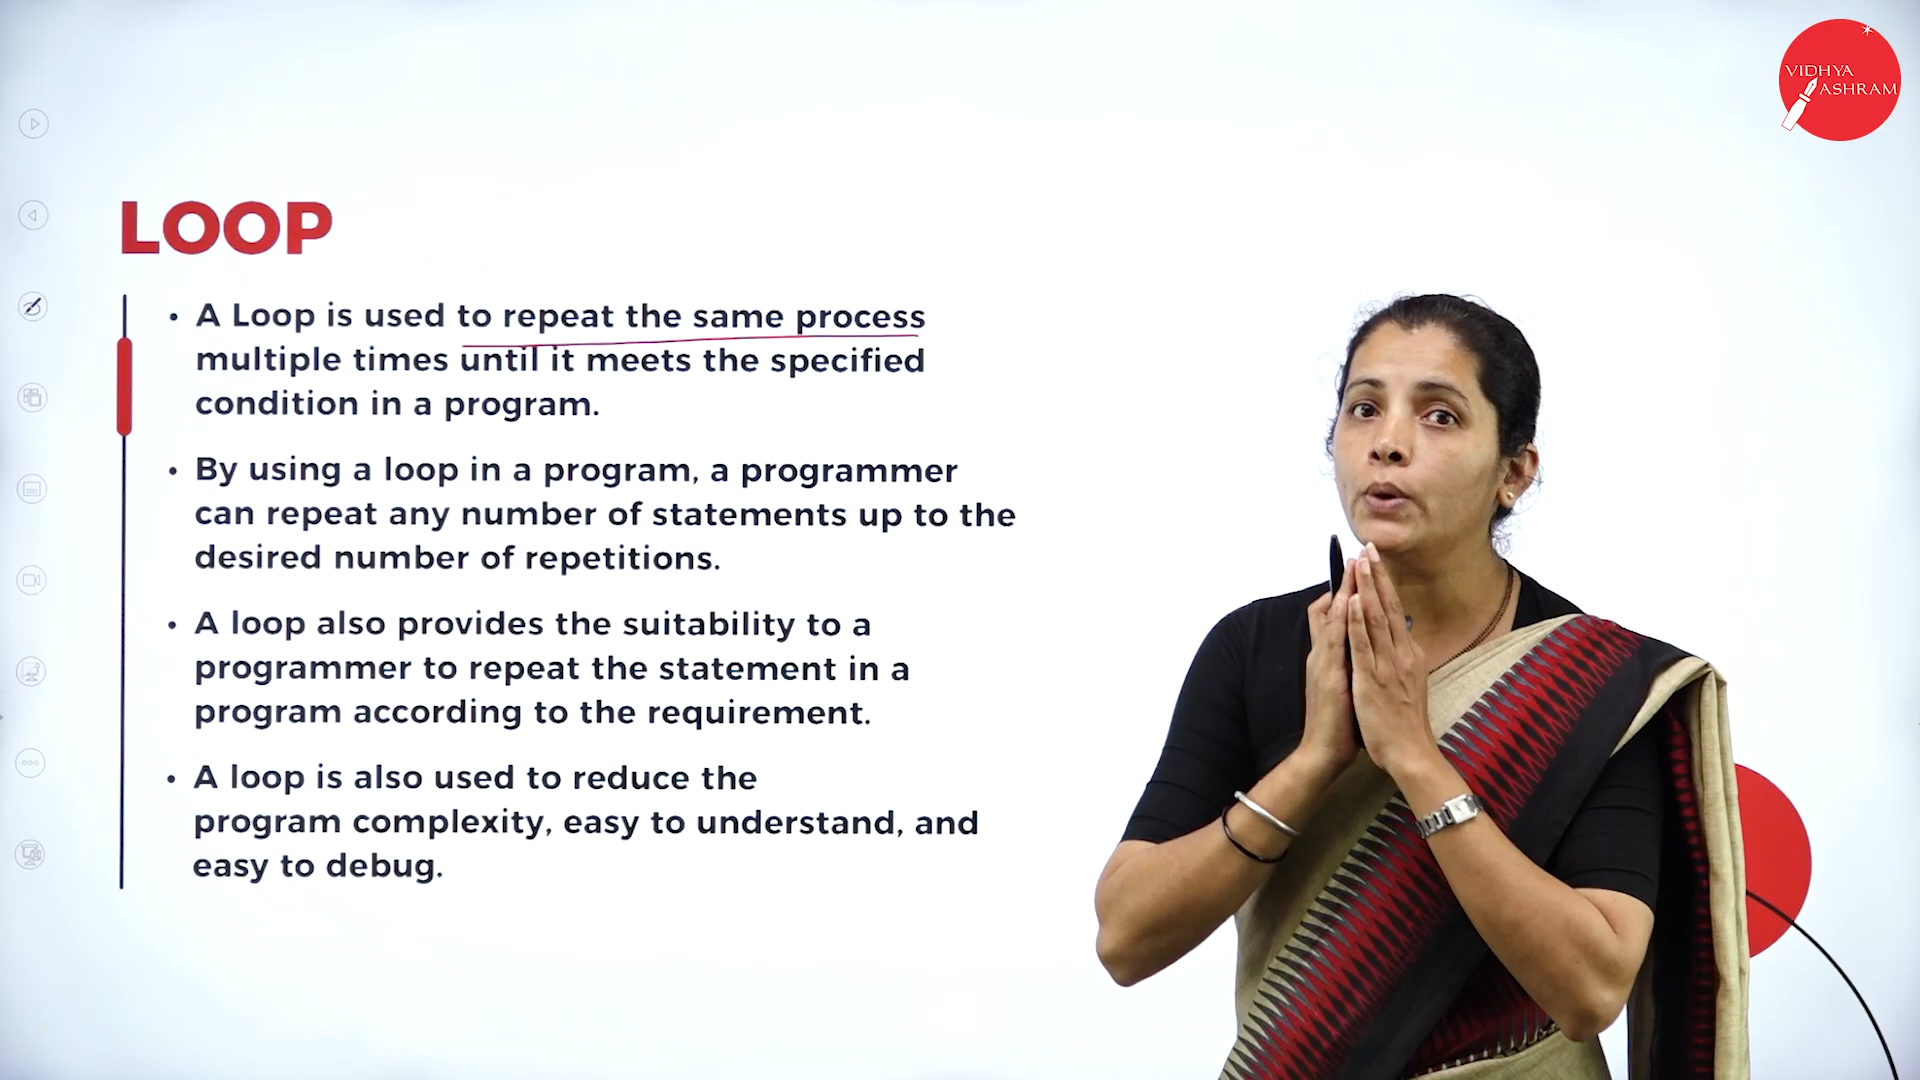 VIDHYA
ASHRAM
LOOP
• A Loop is used to repeat the same process
multiple times until it meets the specified
condition in a program.
• By using a loop in a program, a programmer
can repeat any number of statements up to the
desired number of repetitions.
• A loop also provides the suitability to a
programmer to repeat the statement in a
program according to the requirement.
• A loop is also used to reduce the
program complexity, easy to understand, and
easy to debug.